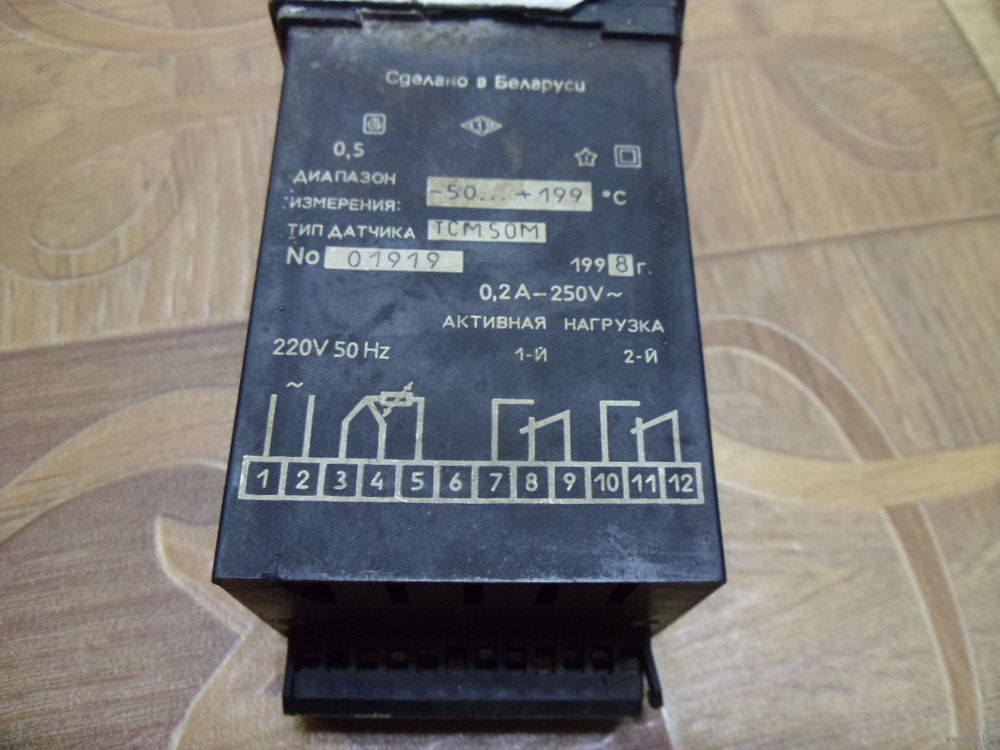 Сделано в Беларуси
0,5
ДИАПАЗОН
ИЗМЕРЕНИЯ: -50...+199 °C
ТИП ДАТЧИКА ТСМ50М
No 01919 1998 г.
0,2 A – 250V ~
АКТИВНАЯ НАГРУЗКА
220V 50 Hz 1-Й 2-Й
~
1 2 3 4 5 6 7 8 9 10 11 12